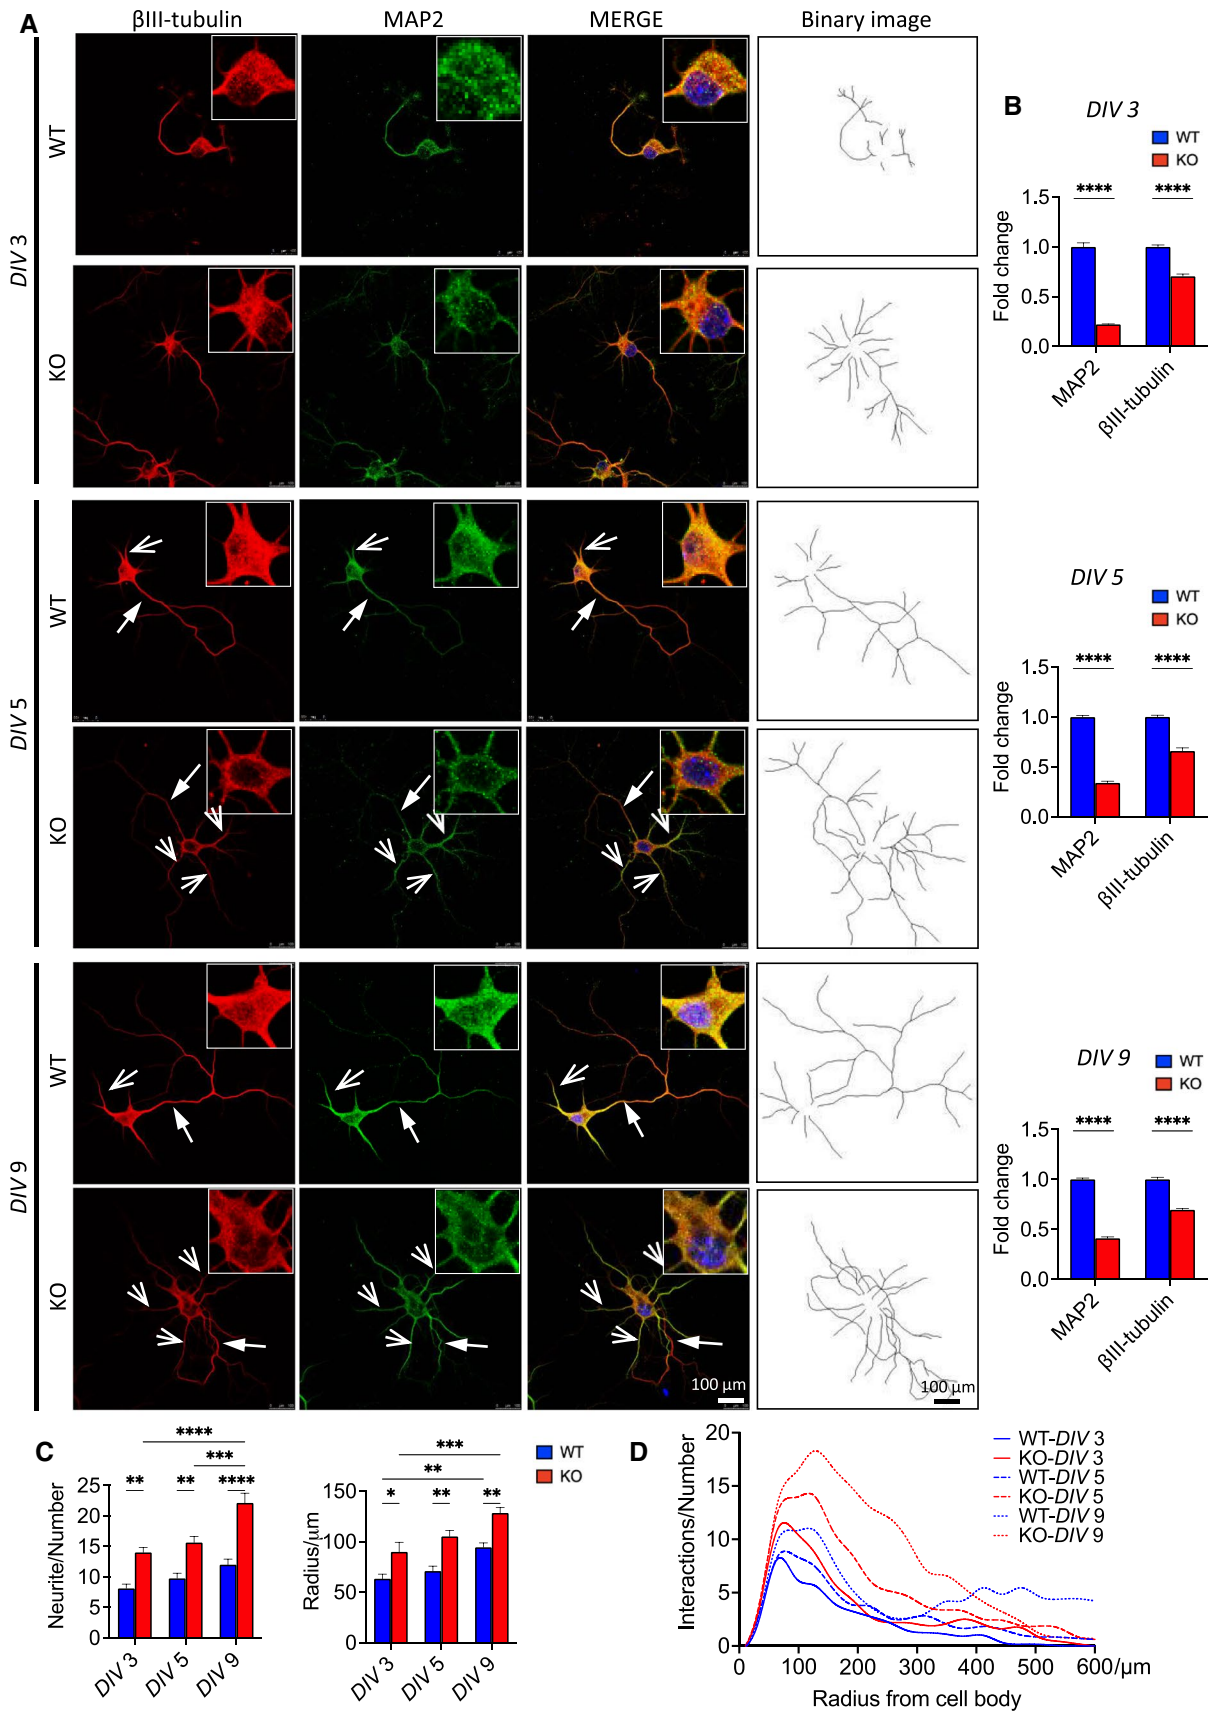 A
βIII-tubulin
MAP2
MERGE
Binary image
DIV 3
WT
KO
DIV 5
WT
KO
DIV 9
WT
KO
100 μm
100 μm
B
DIV 3
WT
KO
**** ****
Fold change
1.5
1.0
0.5
0.0
MAP2
βIII-tubulin
DIV 5
WT
KO
**** ****
Fold change
1.5
1.0
0.5
0.0
MAP2
βIII-tubulin
DIV 9
WT
KO
**** ****
Fold change
1.5
1.0
0.5
0.0
MAP2
βIII-tubulin
C
****
***
** ** ****
Neurite/Number
25
20
15
10
5
0
DIV 3
DIV 5
DIV 9
***
**
* ** **
WT
KO
Radius/μm
150
100
50
0
DIV 3
DIV 5
DIV 9
D
WT-DIV 3
KO-DIV 3
WT-DIV 5
KO-DIV 5
WT-DIV 9
KO-DIV 9
Interactions/Number
20
15
10
5
0
0 100 200 300 400 500 600/μm
Radius from cell body